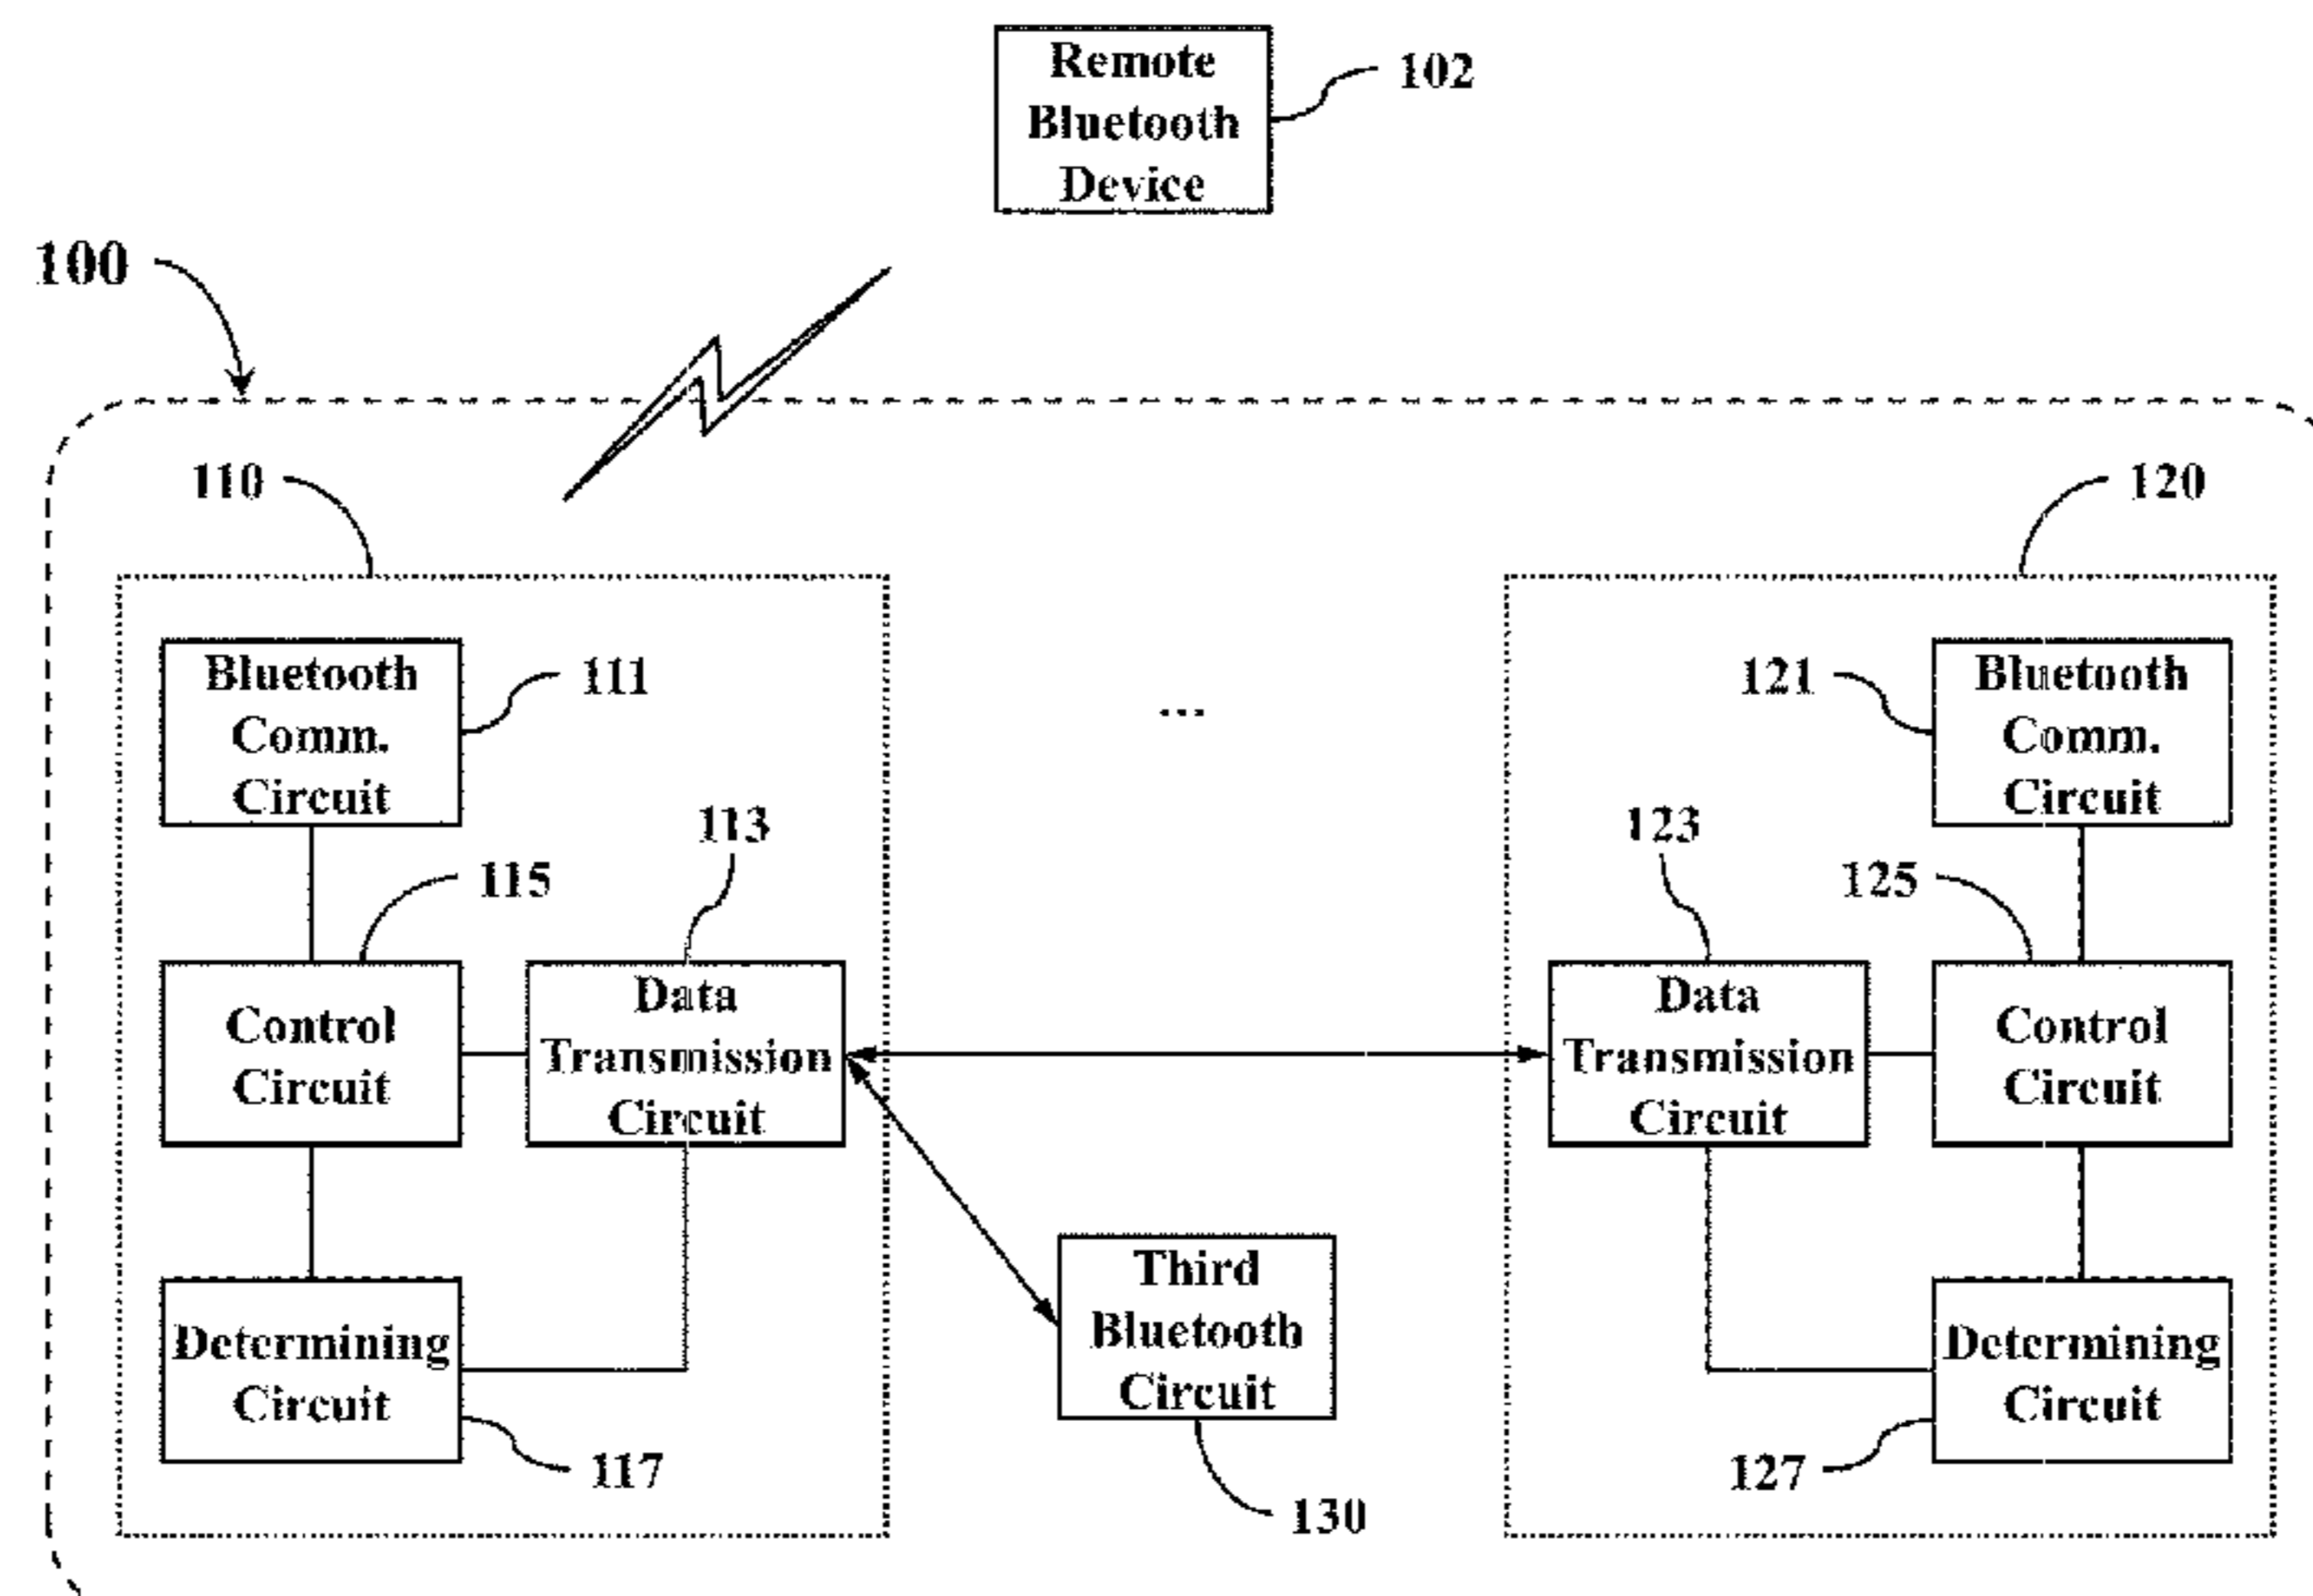 Remote
Bluetooth
Device
102
100
110
120
Bluetooth
Comm.
Circuit
111
...
121
Bluetooth
Comm.
Circuit
113
123
115
125
Control
Circuit
Data
Transmission
Circuit
Data
Transmission
Circuit
Control
Circuit
Determining
Circuit
117
Third
Bluetooth
Circuit
130
Determining
Circuit
127